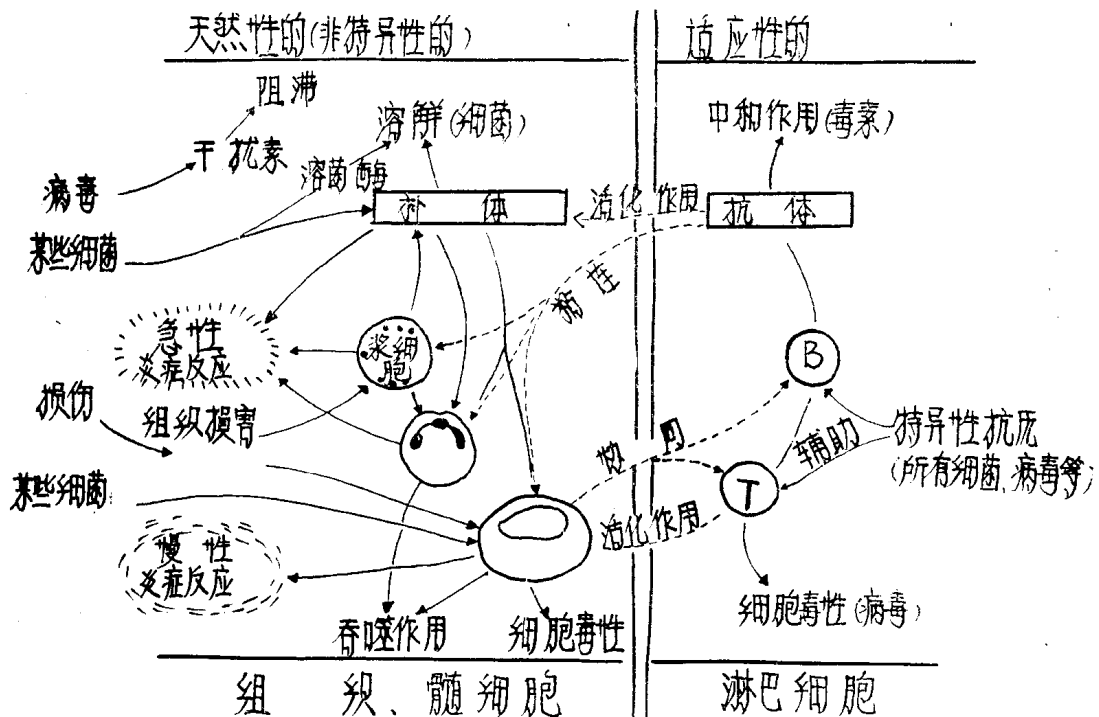 天然性的(非特异性的)
适应性的
阻滞
溶解(细菌)
中和作用(毒素)
干扰素
溶菌酶
病毒
补体
活化作用
抗体
某些细菌
粘连
急性
炎症反应
浆细
胞
B
损伤
组织损害
协同
辅助
特异性抗原
(所有细菌、病毒等)
T
某些细菌
活化作用
慢性
炎症反应
吞噬作用
细胞毒性
细胞毒性(病毒)
组织、髓细胞
淋巴细胞